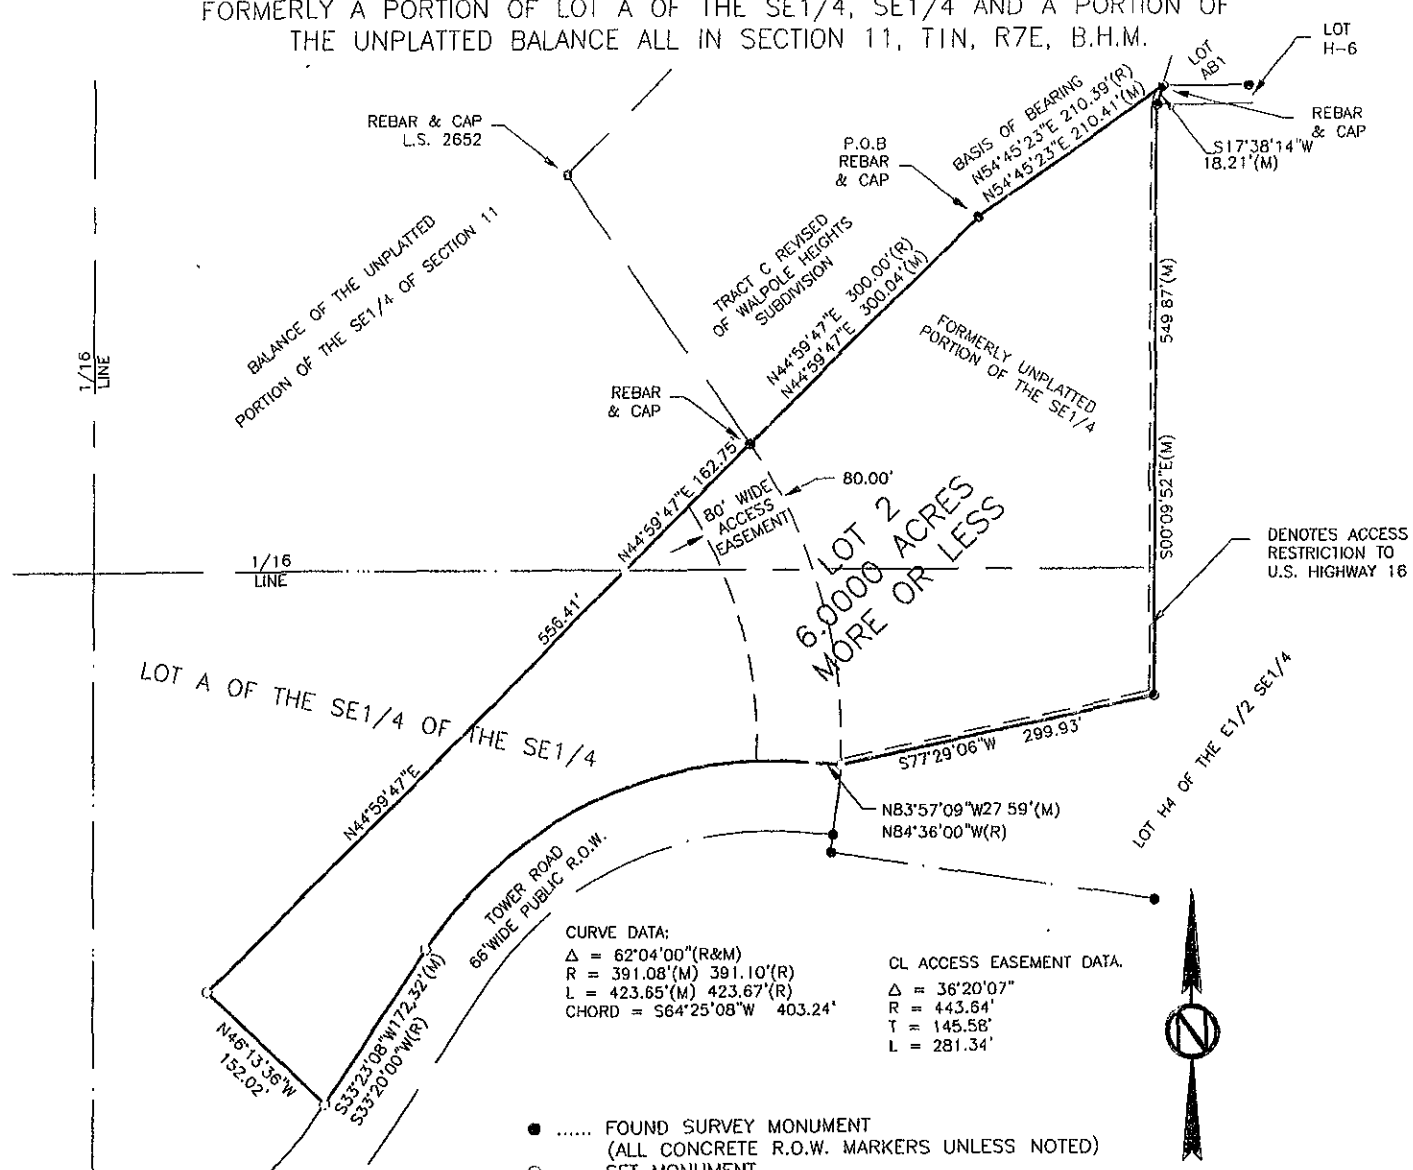 FORMERLY A PORTION OF LOT A OF THE SE1/4, SE1/4 AND A PORTION OF
THE UNPLATTED BALANCE ALL IN SECTION 11, T1N, R7E, B.H.M.
LOT
H-6
LOT
AB1
REBAR
& CAP
S17°38'14"W
18.21'(M)
REBAR & CAP
L.S. 2652
P.O.B
REBAR
& CAP
BASIS OF BEARING
N54°45'23"E 210.39'(R)
N54°45'23"E 210.41'(M)
BALANCE OF THE UNPLATTED
PORTION OF THE SE1/4 OF SECTION 11
TRACT C REVISED
OF WALPOLE HEIGHTS
SUBDIVISION
N44°59'47"E 300.00'(R)
N44°59'47"E 300.04'(M)
FORMERLY UNPLATTED
PORTION OF THE SE1/4
549 87'(M)
S00°09'52"E(M)
1/16
LINE
REBAR
& CAP
N44°59'47"E 162.75'
80' WIDE
ACCESS
EASEMENT
80.00'
LOT 2
6.0000 ACRES
MORE OR LESS
DENOTES ACCESS
RESTRICTION TO
U.S. HIGHWAY 16
1/16
LINE
556.41'
LOT A OF THE SE1/4 OF THE SE1/4
N44°59'47"E
S77°29'06"W 299.93'
LOT H4 OF THE E1/2 SE1/4
N83°57'09"W27 59'(M)
N84°36'00"W(R)
TOWER ROAD
66'WIDE PUBLIC R.O.W.
CURVE DATA;
Δ = 62°04'00"(R&M)
R = 391.08'(M) 391.10'(R)
L = 423.65'(M) 423.67'(R)
CHORD = S64°25'08"W 403.24'
CL ACCESS EASEMENT DATA.
Δ = 36°20'07"
R = 443.64'
T = 145.58'
L = 281.34'
N46°13'36"W
152.02'
S33°23'08"W172.32'(M)
S33°20'00"W(R)
N
● ...... FOUND SURVEY MONUMENT
(ALL CONCRETE R.O.W. MARKERS UNLESS NOTED)
SET MONUMENT